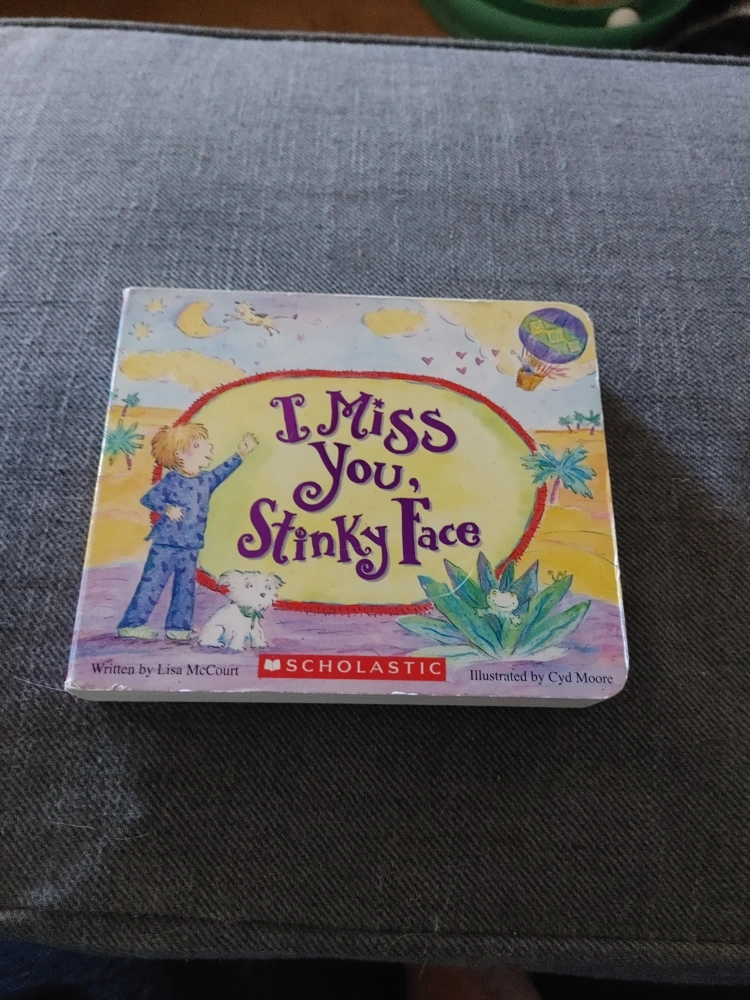 I Miss
You,
Stinky Face
Written by Lisa McCourt
SCHOLASTIC
Illustrated by Cyd Moore